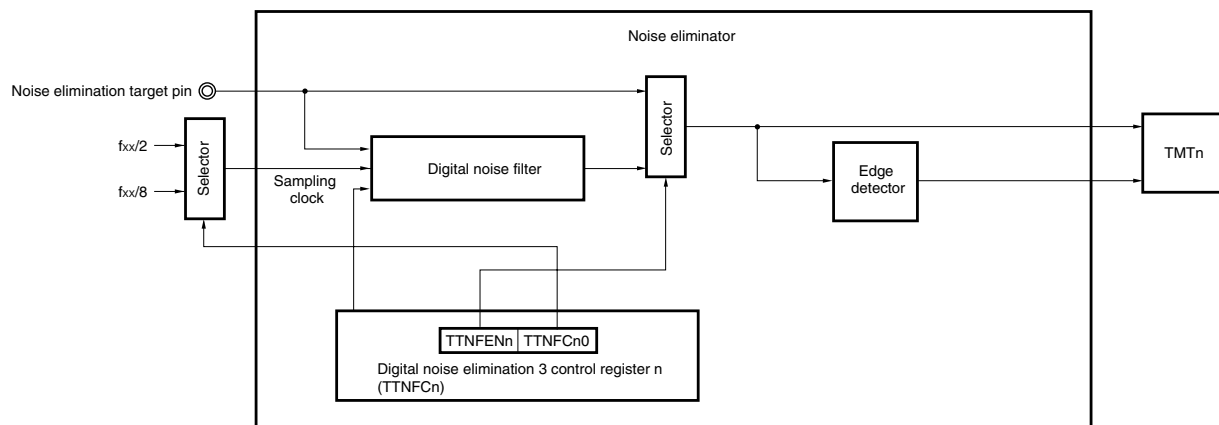 Noise eliminator
Noise elimination target pin
fxx/2
fxx/8
Selector
Sampling
clock
Digital noise filter
Selector
Edge
detector
TMTn
TTNFENn TTNFCn0
Digital noise elimination 3 control register n
(TTNFCn)